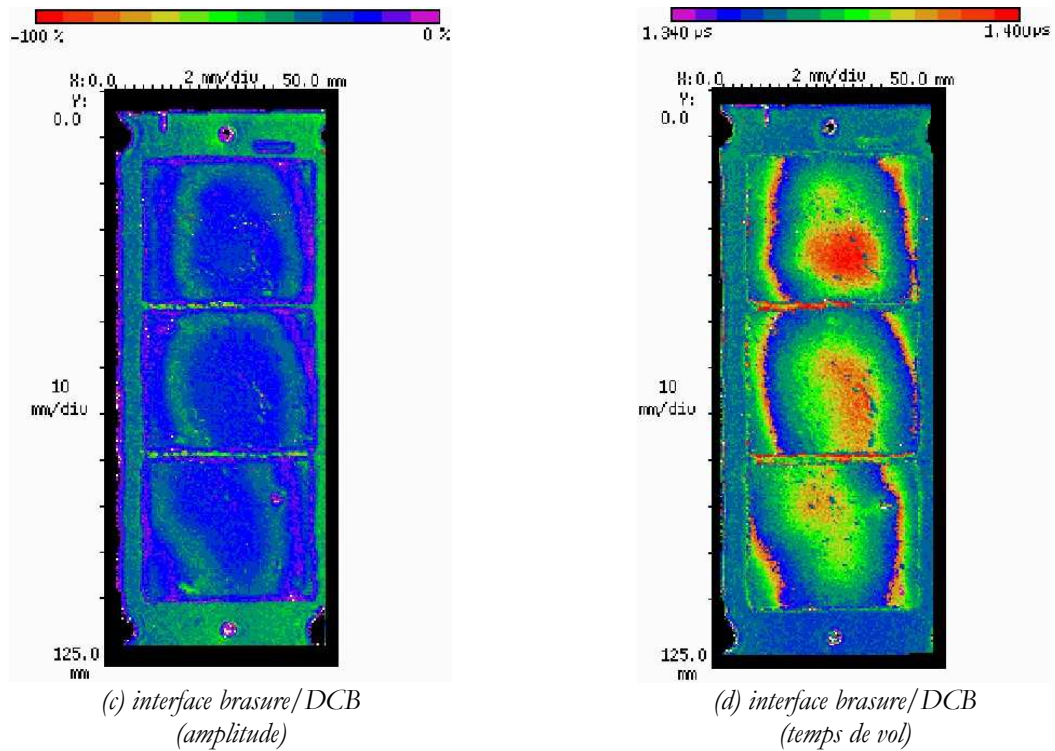 -100 % 0 %
X:0.0 2 mm/div 50.0 mm
Y:
0.0
10
mm/div
125.0
mm
(c) interface brasure/DCB
(amplitude)
1.340 µs 1.400µs
X:0.0 2 mm/div 50.0 mm
Y:
0.0
10
mm/div
125.0
mm
(d) interface brasure/DCB
(temps de vol)